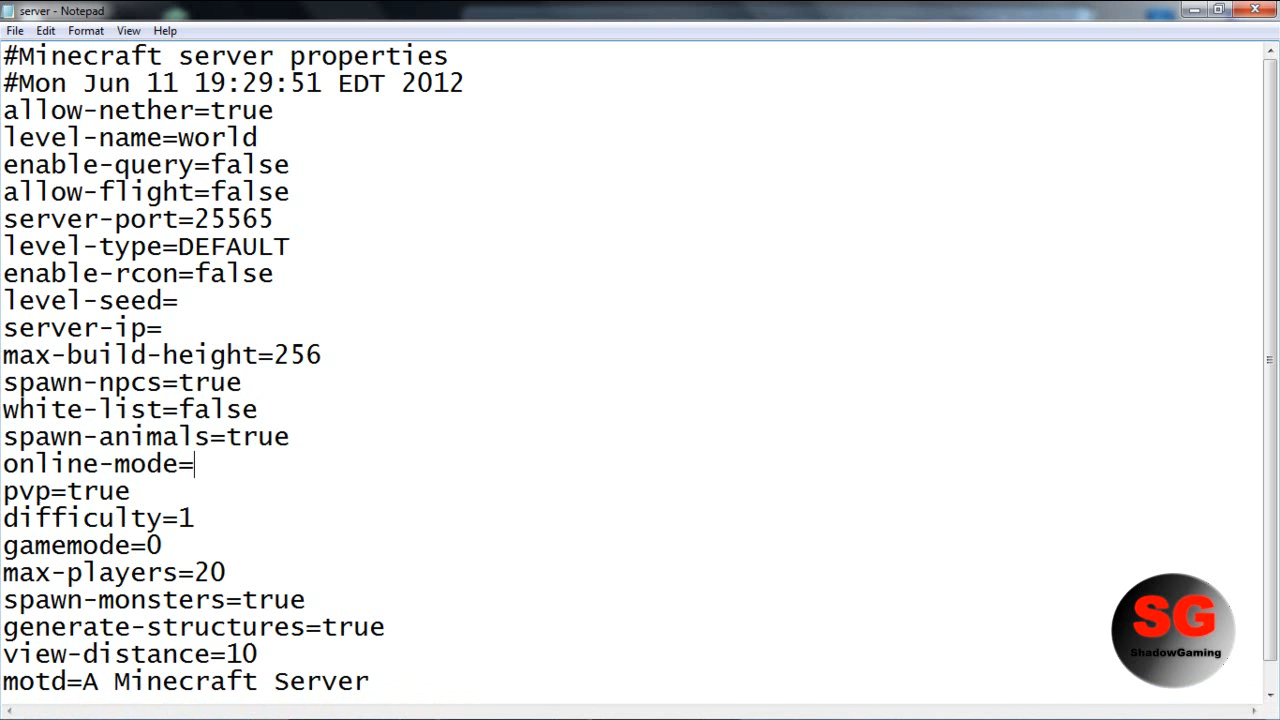 server - Notepad
File Edit Format View Help
#Minecraft server properties
#Mon Jun 11 19:29:51 EDT 2012
allow-nether=true
level-name=world
enable-query=false
allow-flight=false
server-port=25565
level-type=DEFAULT
enable-rcon=false
level-seed=
server-ip=
max-build-height=256
spawn-npcs=true
white-list=false
spawn-animals=true
online-mode=
pvp=true
difficulty=1
gamemode=0
max-players=20
spawn-monsters=true
generate-structures=true
view-distance=10
motd=A Minecraft Server
SG
ShadowGaming